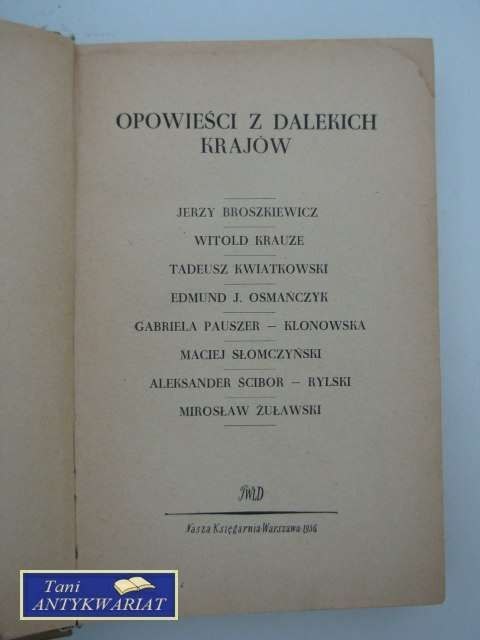 OPOWIEŚCI Z DALEKICH
KRAJÓW
JERZY BROSZKIEWICZ
WITOLD KRAUZE
TADEUSZ KWIATKOWSKI
EDMUND J. OSMAŃCZYK
GABRIELA PAUSZER — KLONOWSKA
MACIEJ SŁOMCZYŃSKI
ALEKSANDER ŚCIBOR — RYLSKI
MIROSŁAW ŻUŁAWSKI
Nasza Księgarnia-Warszawa-1956
Tani
ANTYKWARIAT